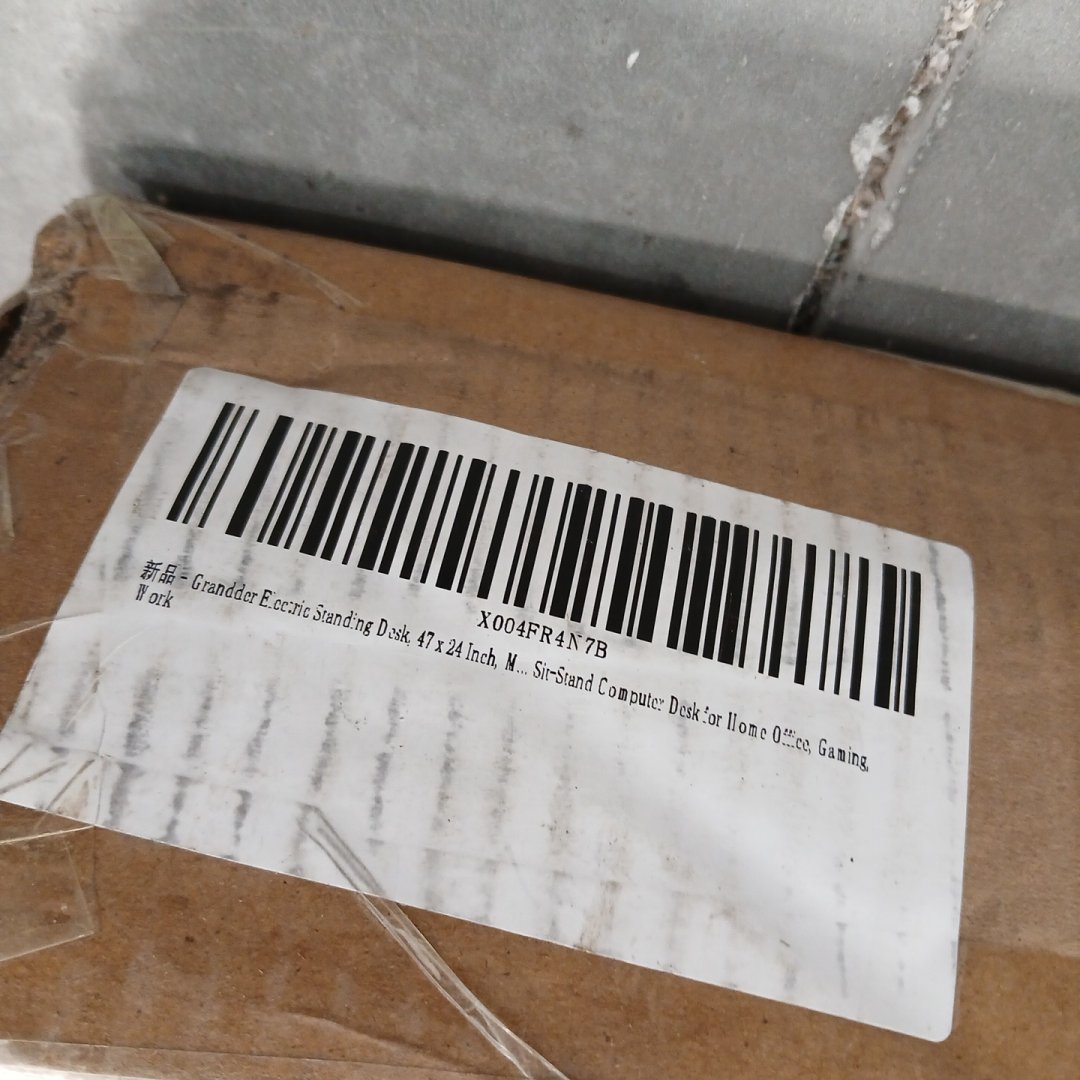 X004FR4N7B
新品 - Grandder Electric Standing Desk, 47 x 24 Inch, M... Sit-Stand Computer Desk for Home Office, Gaming,
Work